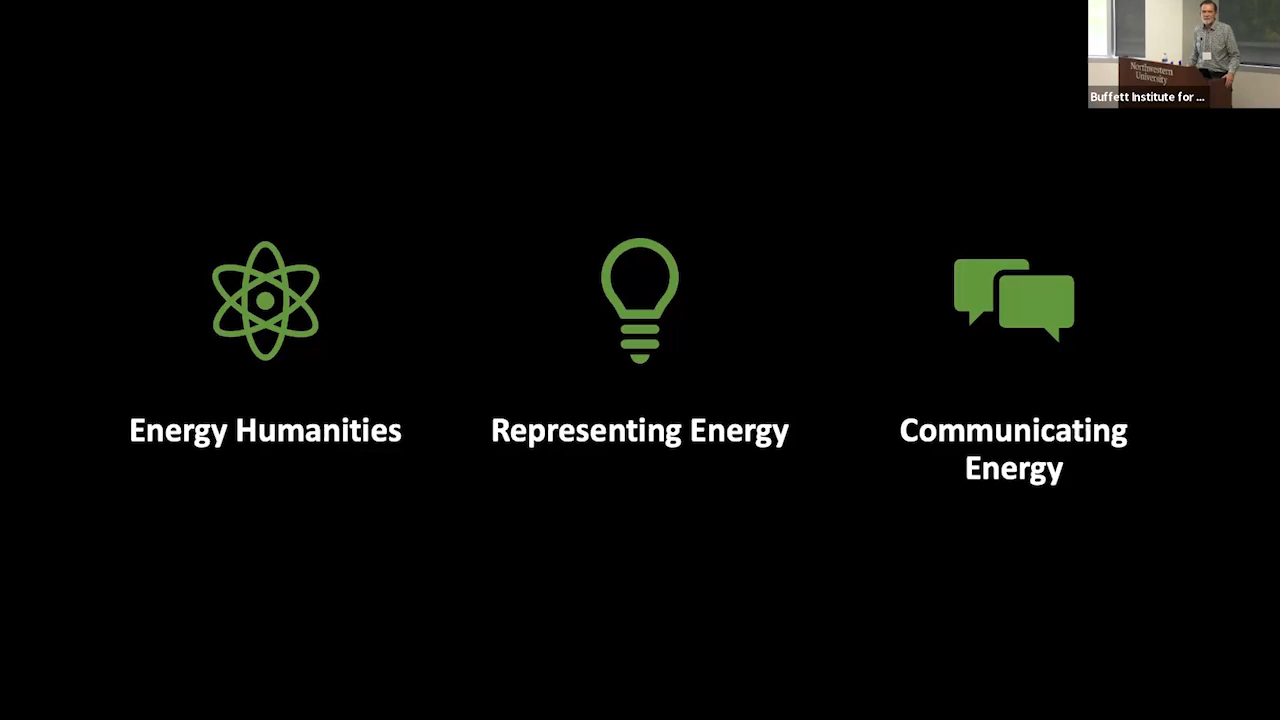 Northwestern
University
Buffett Institute for ...
Energy Humanities
Representing Energy
Communicating
Energy